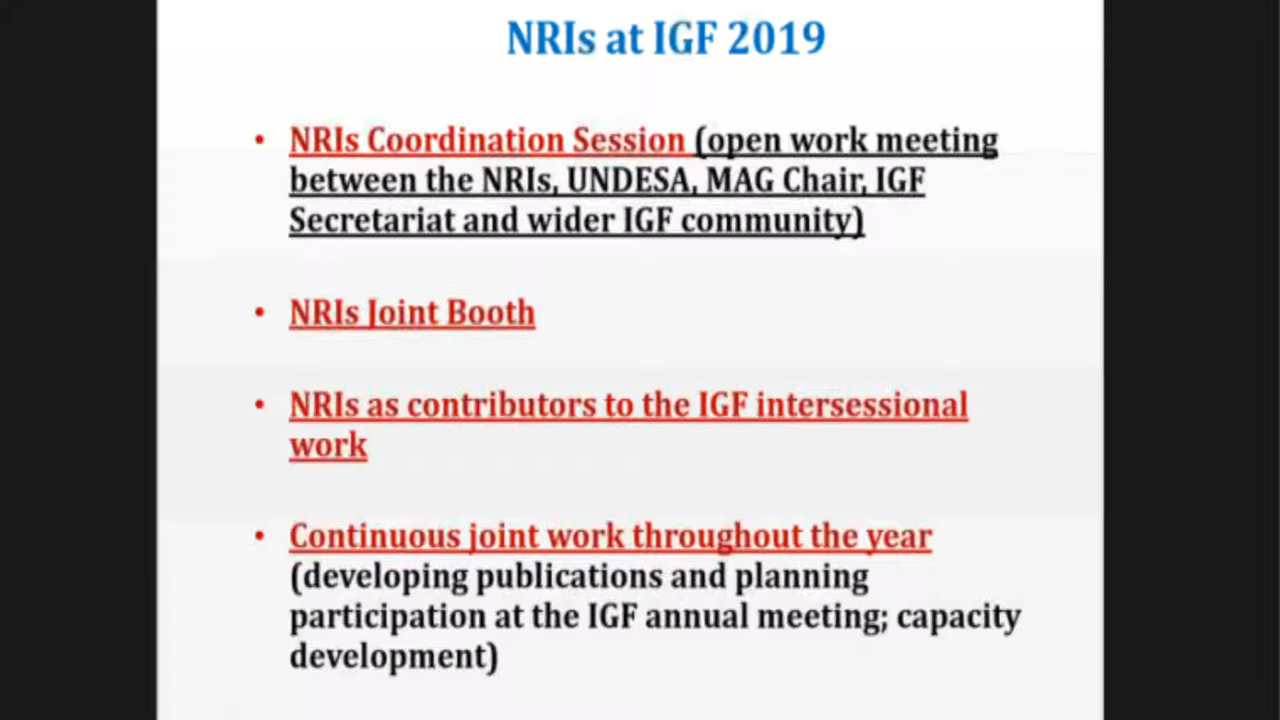 NRIs at IGF 2019
• NRIs Coordination Session (open work meeting
between the NRIs, UNDESA, MAG Chair, IGF
Secretariat and wider IGF community)
• NRIs Joint Booth
• NRIs as contributors to the IGF intersessional
work
• Continuous joint work throughout the year
(developing publications and planning
participation at the IGF annual meeting; capacity
development)